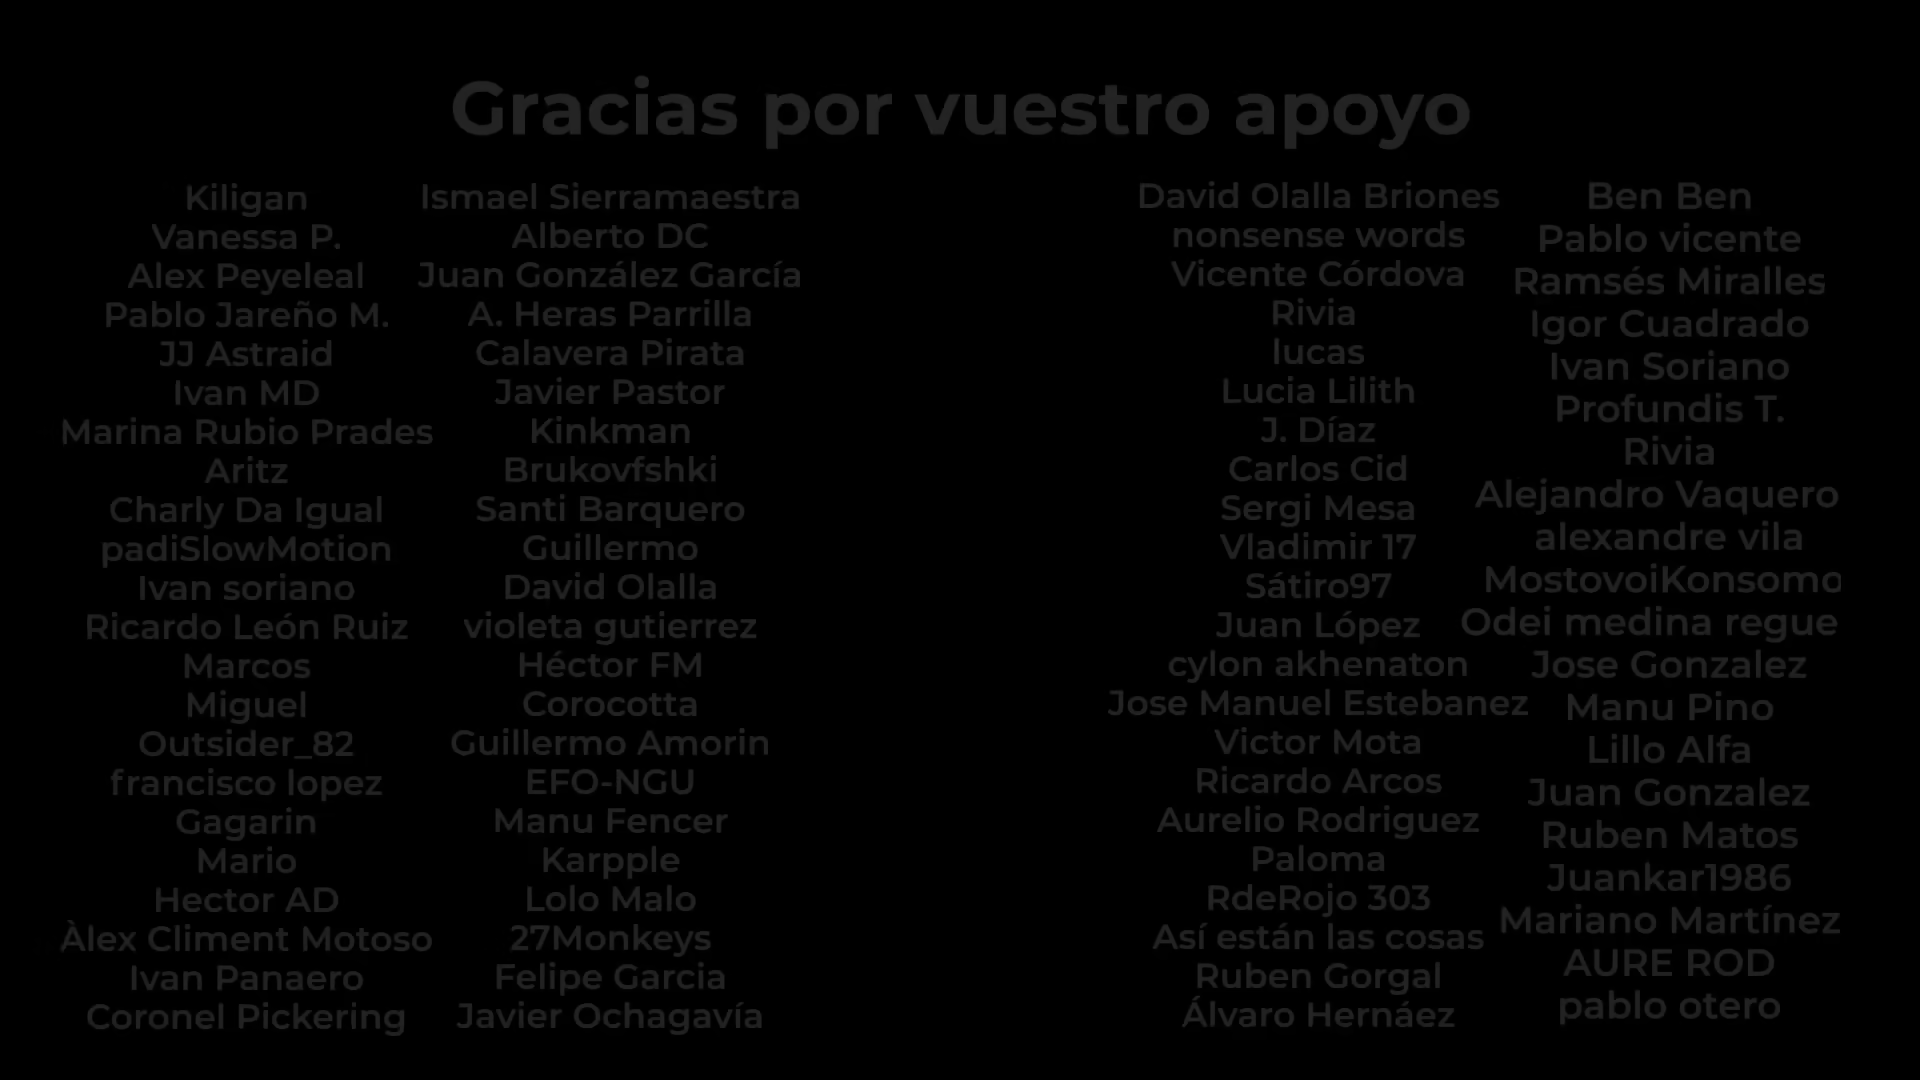 Gracias por vuestro apoyo
Kiligan
Vanessa P.
Alex Peyeleal
Pablo Jareño M.
JJ Astraid
Ivan MD
Marina Rubio Prades
Aritz
Charly Da Igual
padiSlowMotion
Ivan soriano
Ricardo León Ruiz
Marcos
Miguel
Outsider_82
francisco lopez
Gagarin
Mario
Hector AD
Àlex Climent Motoso
Ivan Panaero
Coronel Pickering
Ismael Sierramaestra
Alberto DC
Juan González García
A. Heras Parrilla
Calavera Pirata
Javier Pastor
Kinkman
Brukovfshki
Santi Barquero
Guillermo
David Olalla
violeta gutierrez
Héctor FM
Corocotta
Guillermo Amorin
EFO-NGU
Manu Fencer
Karpple
Lolo Malo
27Monkeys
Felipe Garcia
Javier Ochagavía
David Olalla Briones
nonsense words
Vicente Córdova
Rivia
lucas
Lucia Lilith
J. Díaz
Carlos Cid
Sergi Mesa
Vladimir 17
Sátiro97
Juan López
cylon akhenaton
Jose Manuel Estebanez
Victor Mota
Ricardo Arcos
Aurelio Rodriguez
Paloma
RdeRojo 303
Así están las cosas
Ruben Gorgal
Álvaro Hernáez
Ben Ben
Pablo vicente
Ramsés Miralles
Igor Cuadrado
Ivan Soriano
Profundis T.
Rivia
Alejandro Vaquero
alexandre vila
MostovoiKonsomo
Odei medina regue
Jose Gonzalez
Manu Pino
Lillo Alfa
Juan Gonzalez
Ruben Matos
Juankar1986
Mariano Martínez
AURE ROD
pablo otero